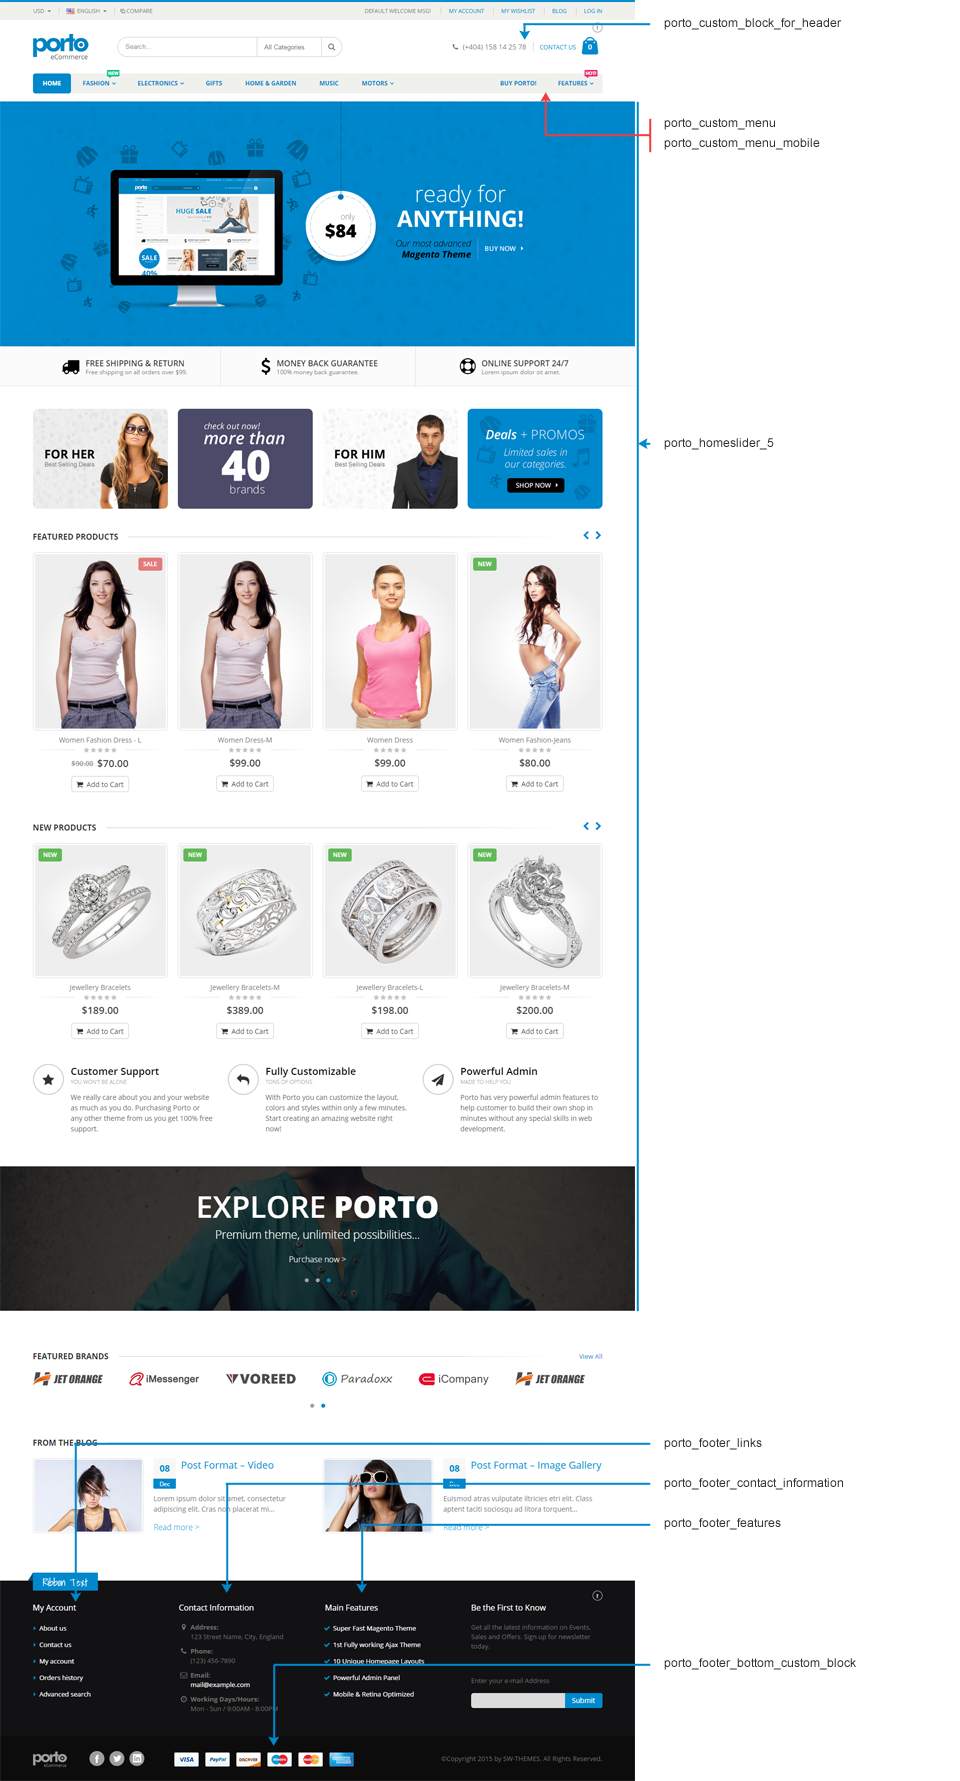 USD ENGLISH COMPARE DEFAULT WELCOME MSG! MY ACCOUNT MY WISHLIST BLOG LOG IN
porto_custom_block_for_header
porto
eCommerce
Search... All Categories
(+404) 158 14 25 78 CONTACT US 0
NEW HOT!
HOME FASHION ELECTRONICS GIFTS HOME & GARDEN MUSIC MOTORS BUY PORTO! FEATURES
porto_custom_menu
porto_custom_menu_mobile
porto
HUGE SALE
SALE
40%
only
$84
ready for
ANYTHING!
Our most advanced
Magento Theme
BUY NOW
FREE SHIPPING & RETURN
Free shipping on all orders over $99.
MONEY BACK GUARANTEE
100% money back guarantee.
ONLINE SUPPORT 24/7
Lorem ipsum dolor sit amet.
FOR HER
Best Selling Deals
check out now!
more than
40
brands
FOR HIM
Best Selling Deals
Deals + PROMOS
Limited sales in
our categories.
SHOP NOW
porto_homeslider_5
FEATURED PRODUCTS
SALE
NEW
Women Fashion Dress - L
$90.00 $70.00
Add to Cart
Women Dress-M
$99.00
Add to Cart
Women Dress
$99.00
Add to Cart
Women Fashion-Jeans
$80.00
Add to Cart
NEW PRODUCTS
NEW NEW NEW NEW
Jewellery Bracelets
$189.00
Add to Cart
Jewellery Bracelets-M
$389.00
Add to Cart
Jewellery Bracelets-L
$198.00
Add to Cart
Jewellery Bracelets-M
$200.00
Add to Cart
Customer Support
YOU WON'T BE ALONE
We really care about you and your website
as much as you do. Purchasing Porto or
any other theme from us you get 100% free
support.
Fully Customizable
TONS OF OPTIONS
With Porto you can customize the layout,
colors and styles within only a few minutes.
Start creating an amazing website right
now!
Powerful Admin
MADE TO HELP YOU
Porto has very powerful admin features to
help customer to build their own shop in
minutes without any special skills in web
development.
EXPLORE PORTO
Premium theme, unlimited possibilities...
Purchase now >
FEATURED BRANDS View All
JET ORANGE iMessenger VOREED Paradoxx iCompany JET ORANGE
FROM THE BLOG
porto_footer_links
08
Dec
Post Format – Video
Lorem ipsum dolor sit amet, consectetur
adipiscing elit. Cras non placerat mi...
Read more >
08
Dec
Post Format – Image Gallery
Euismod atras vulputate iltricies etri elit. Class
aptent taciti sociosqu ad litora torquent...
Read more >
porto_footer_contact_information
porto_footer_features
Ribbon Text
My Account
About us
Contact us
My account
Orders history
Advanced search
Contact Information
Address:
123 Street Name, City, England
Phone:
(123) 456-7890
Email:
mail@example.com
Working Days/Hours:
Mon - Sun / 9:00AM - 8:00PM
Main Features
Super Fast Magento Theme
1st Fully working Ajax Theme
10 Unique Homepage Layouts
Powerful Admin Panel
Mobile & Retina Optimized
Be the First to Know
Get all the latest information on Events,
Sales and Offers. Sign up for newsletter
today.
Enter your e-mail Address
Submit
porto_footer_bottom_custom_block
porto
eCommerce
VISA PayPal DISCOVER
©Copyright 2015 by SW-THEMES. All Rights Reserved.